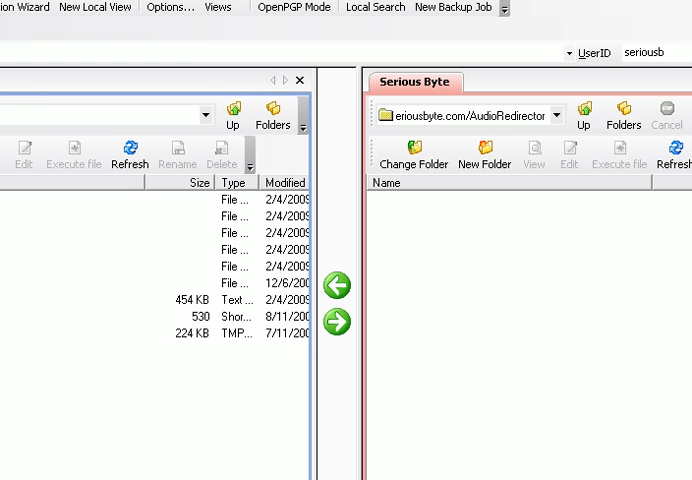 ion Wizard New Local View Options... Views OpenPGP Mode Local Search New Backup Job
UserID seriousb
Serious Byte
Up Folders
eriousbyte.com/AudioRedirector Up Folders Cancel
Edit Execute file Refresh Rename Delete
Change Folder New Folder View Edit Execute file Refresh
Size Type Modified
Name
File ... 2/4/2009
File ... 2/4/2009
File ... 2/4/2009
File ... 2/4/2009
File ... 2/4/2009
File ... 12/6/200
454 KB Text ... 2/4/2009
530 Shor... 8/11/200
224 KB TMP... 7/11/200